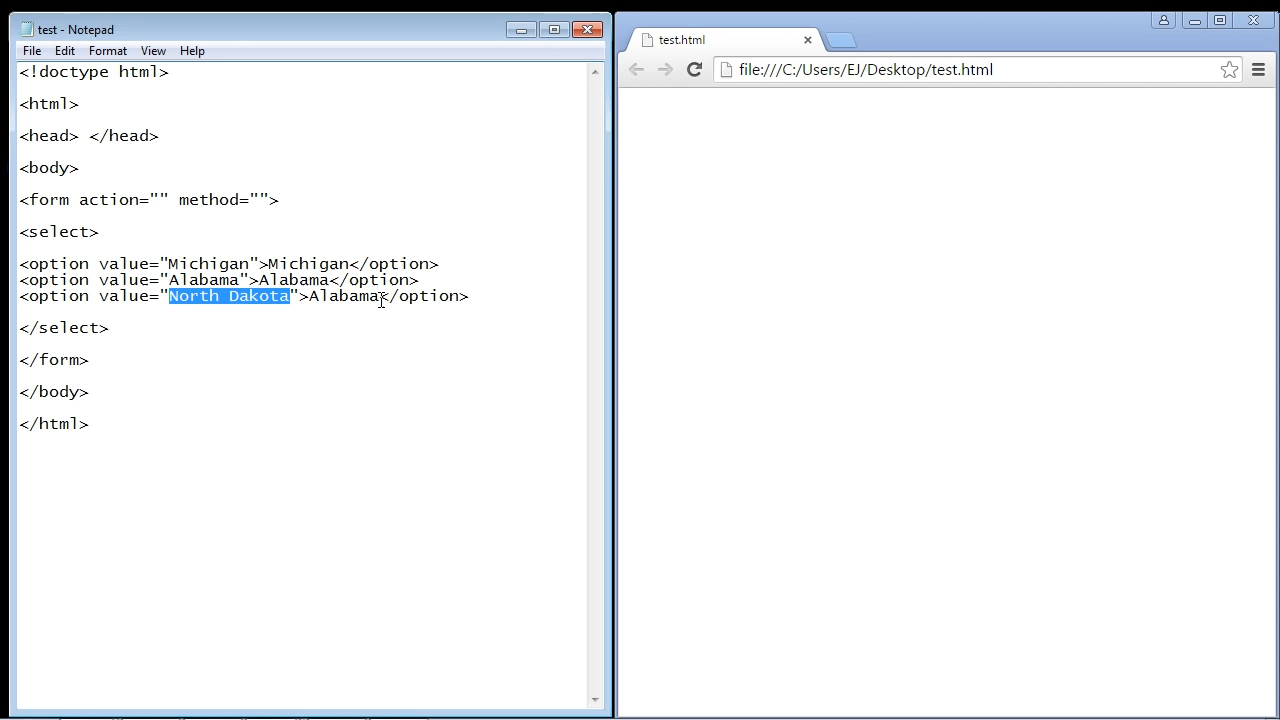 test - Notepad
File Edit Format View Help
<!doctype html>
<html>
<head> </head>
<body>
<form action="" method="">
<select>
<option value="Michigan">Michigan</option>
<option value="Alabama">Alabama</option>
<option value="North Dakota">Alabama</option>
</select>
</form>
</body>
</html>
test.html
file:///C:/Users/EJ/Desktop/test.html